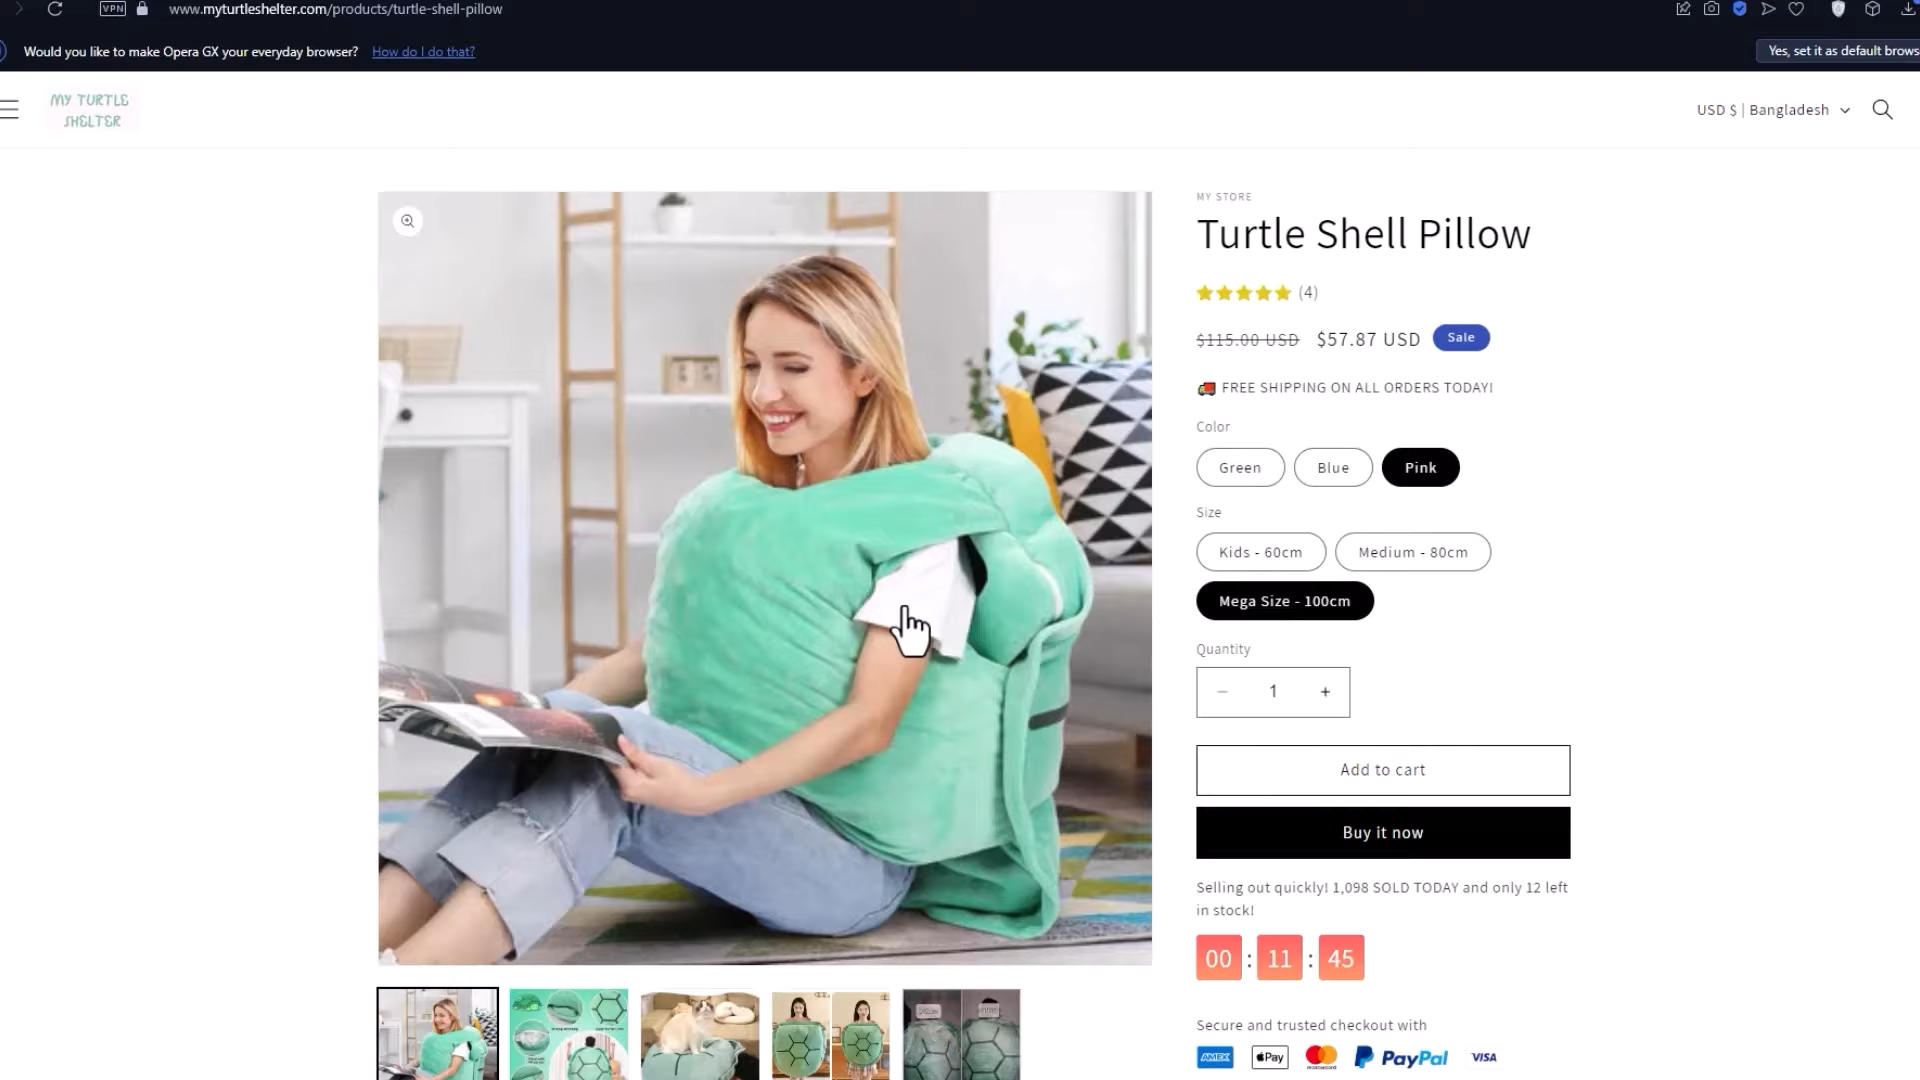 VPN
www.myturtleshelter.com/products/turtle-shell-pillow
Would you like to make Opera GX your everyday browser? How do I do that?
Yes, set it as default brows
MY TURTLE
SHELTER
USD $ | Bangladesh
MY STORE
Turtle Shell Pillow
(4)
$115.00 USD $57.87 USD Sale
FREE SHIPPING ON ALL ORDERS TODAY!
Color
Green Blue Pink
Size
Kids - 60cm Medium - 80cm
Mega Size - 100cm
Quantity
− 1 +
Add to cart
Buy it now
Selling out quickly! 1,098 SOLD TODAY and only 12 left
in stock!
00 : 11 : 45
Secure and trusted checkout with
AMEX Pay mastercard PayPal VISA